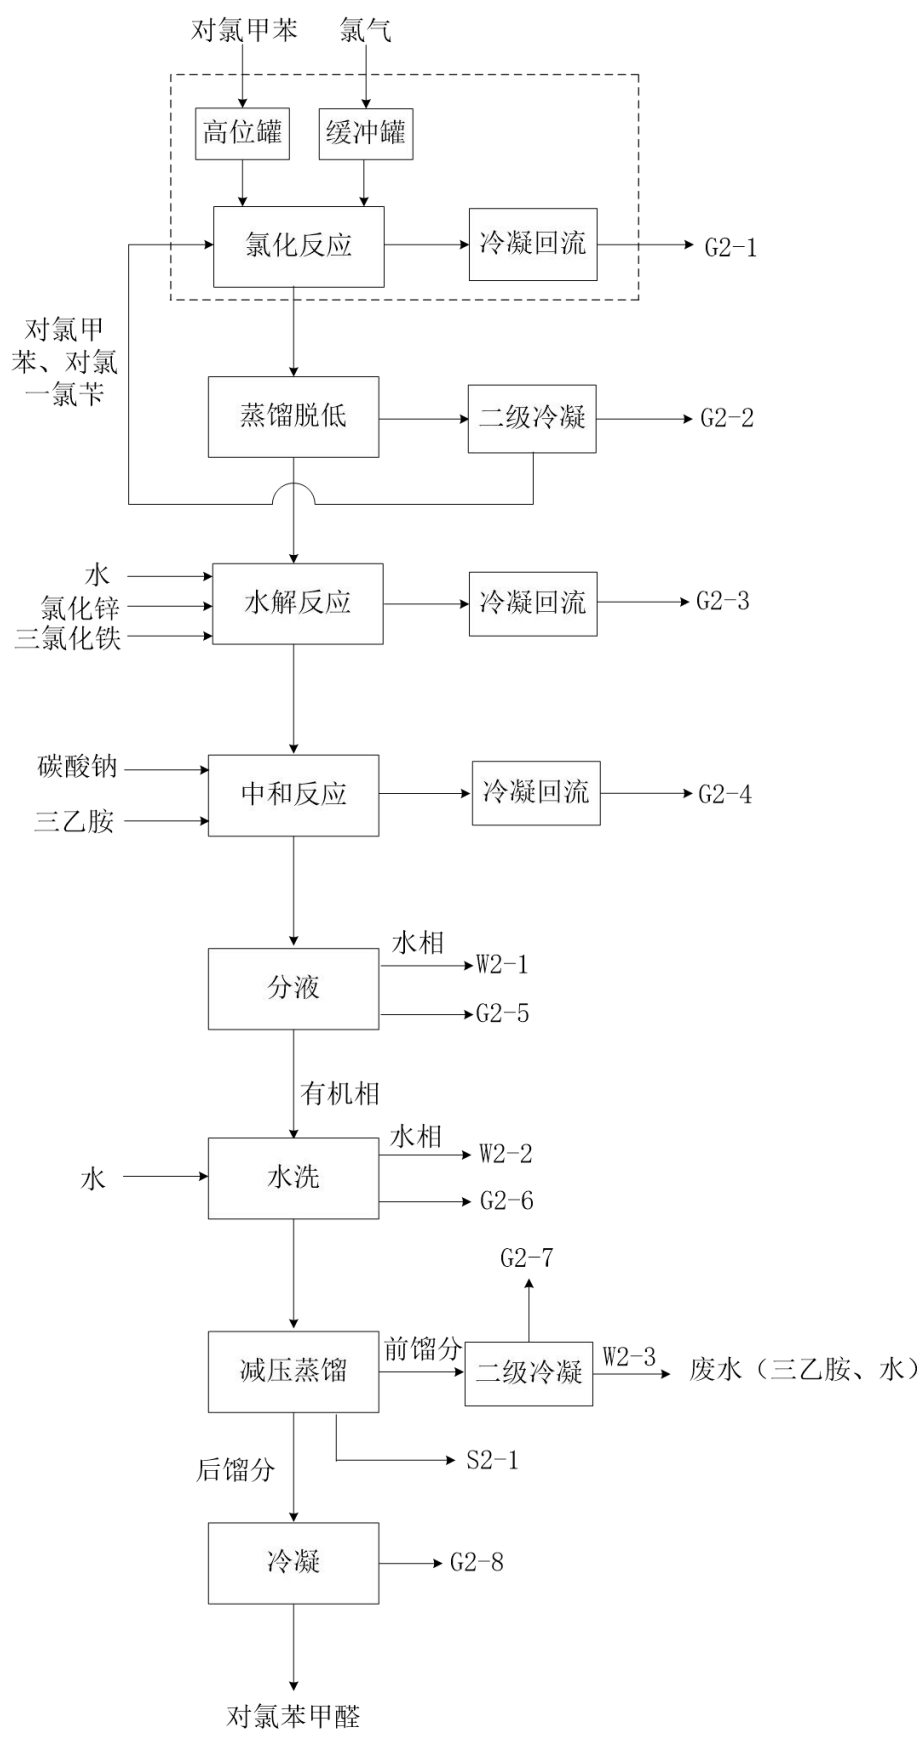 对氯甲苯
氯气
高位罐
缓冲罐
氯化反应
冷凝回流
G2-1
对氯甲
苯、对氯
一氯苄
蒸馏脱低
二级冷凝
G2-2
水
氯化锌
三氯化铁
水解反应
冷凝回流
G2-3
碳酸钠
三乙胺
中和反应
冷凝回流
G2-4
分液
水相
W2-1
G2-5
有机相
水
水洗
水相
W2-2
G2-6
G2-7
减压蒸馏
前馏分
二级冷凝
W2-3
废水（三乙胺、水）
后馏分
S2-1
冷凝
G2-8
对氯苯甲醛